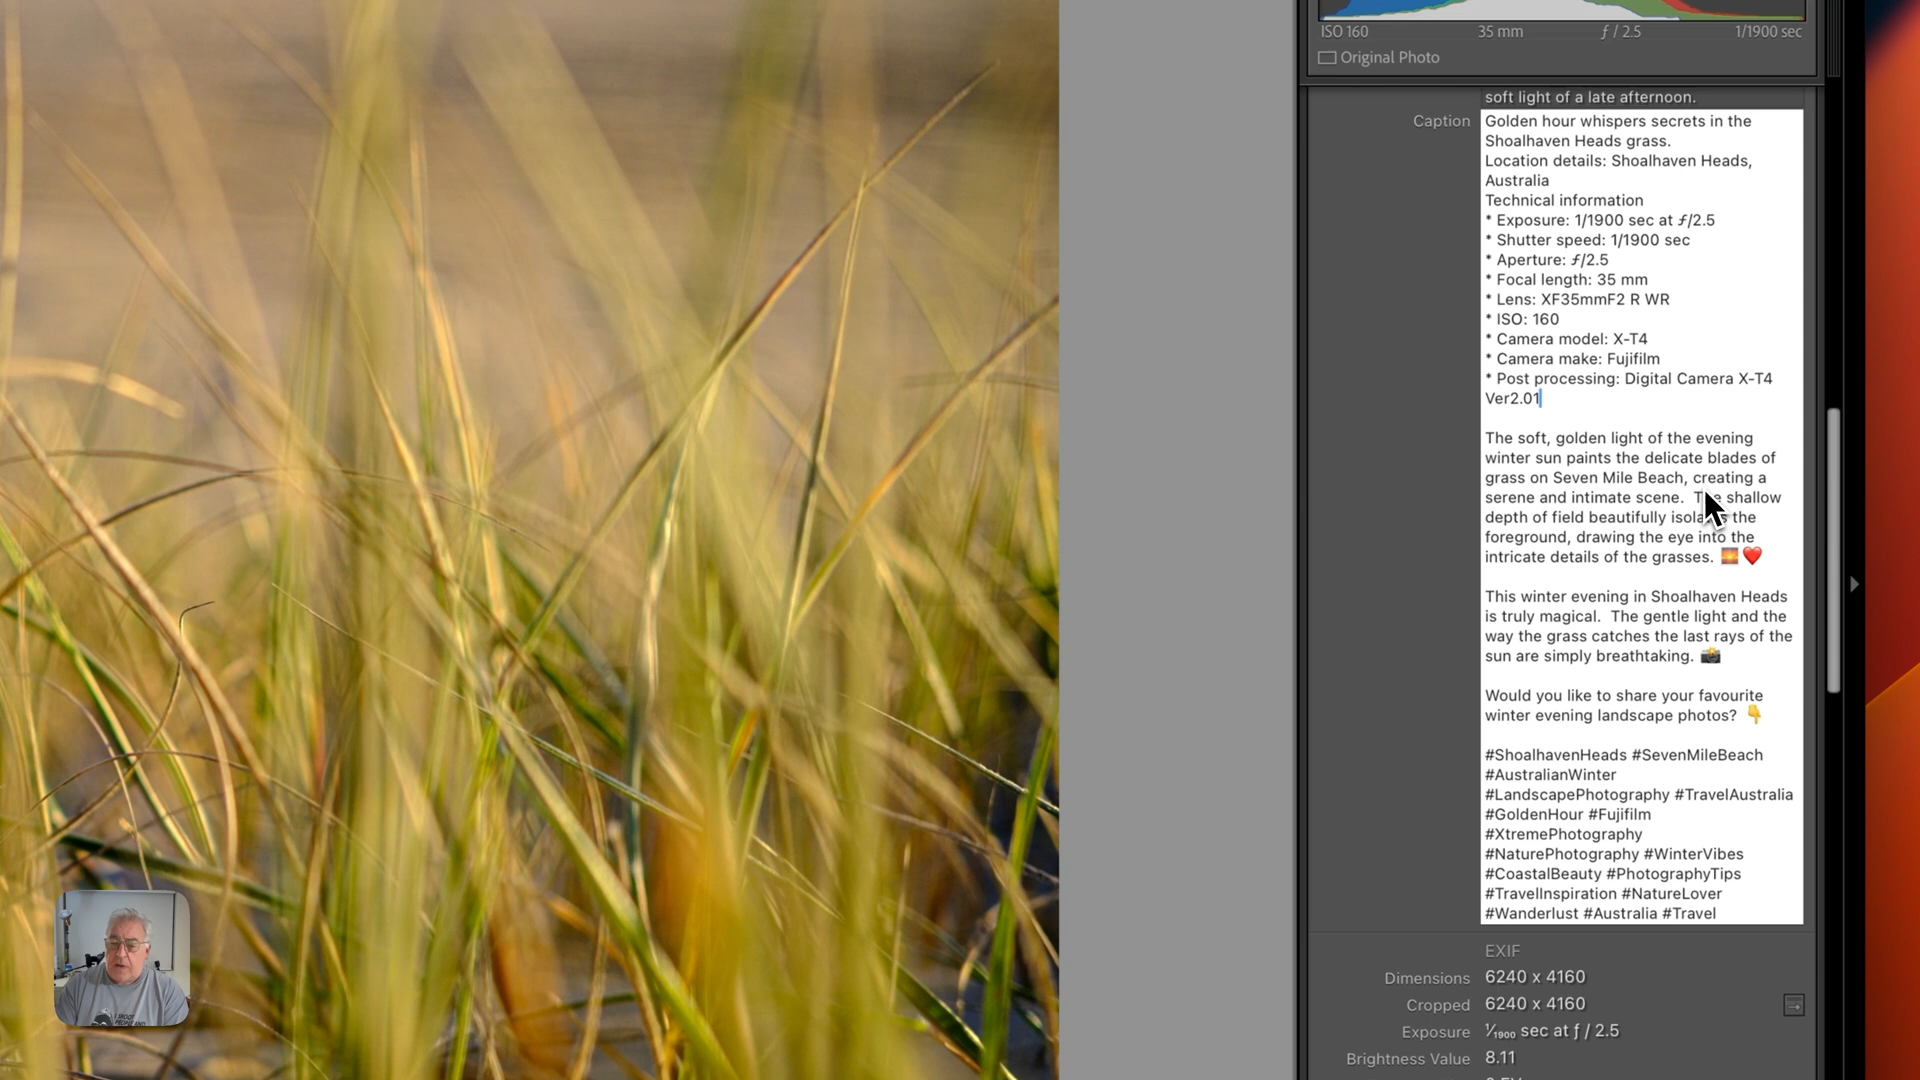 ISO 160 35 mm ƒ / 2.5 1/1900 sec
Original Photo
soft light of a late afternoon.
Caption
Golden hour whispers secrets in the
Shoalhaven Heads grass.
Location details: Shoalhaven Heads,
Australia
Technical information
* Exposure: 1/1900 sec at ƒ/2.5
* Shutter speed: 1/1900 sec
* Aperture: ƒ/2.5
* Focal length: 35 mm
* Lens: XF35mmF2 R WR
* ISO: 160
* Camera model: X-T4
* Camera make: Fujifilm
* Post processing: Digital Camera X-T4
Ver2.01
The soft, golden light of the evening
winter sun paints the delicate blades of
grass on Seven Mile Beach, creating a
serene and intimate scene. The shallow
depth of field beautifully isolates the
foreground, drawing the eye into the
intricate details of the grasses. 🌅❤️
This winter evening in Shoalhaven Heads
is truly magical. The gentle light and the
way the grass catches the last rays of the
sun are simply breathtaking. 📸
Would you like to share your favourite
winter evening landscape photos? 👇
#ShoalhavenHeads #SevenMileBeach
#AustralianWinter
#LandscapePhotography #TravelAustralia
#GoldenHour #Fujifilm
#XtremePhotography
#NaturePhotography #WinterVibes
#CoastalBeauty #PhotographyTips
#TravelInspiration #NatureLover
#Wanderlust #Australia #Travel
EXIF
Dimensions 6240 x 4160
Cropped 6240 x 4160
Exposure 1/1900 sec at ƒ / 2.5
Brightness Value 8.11